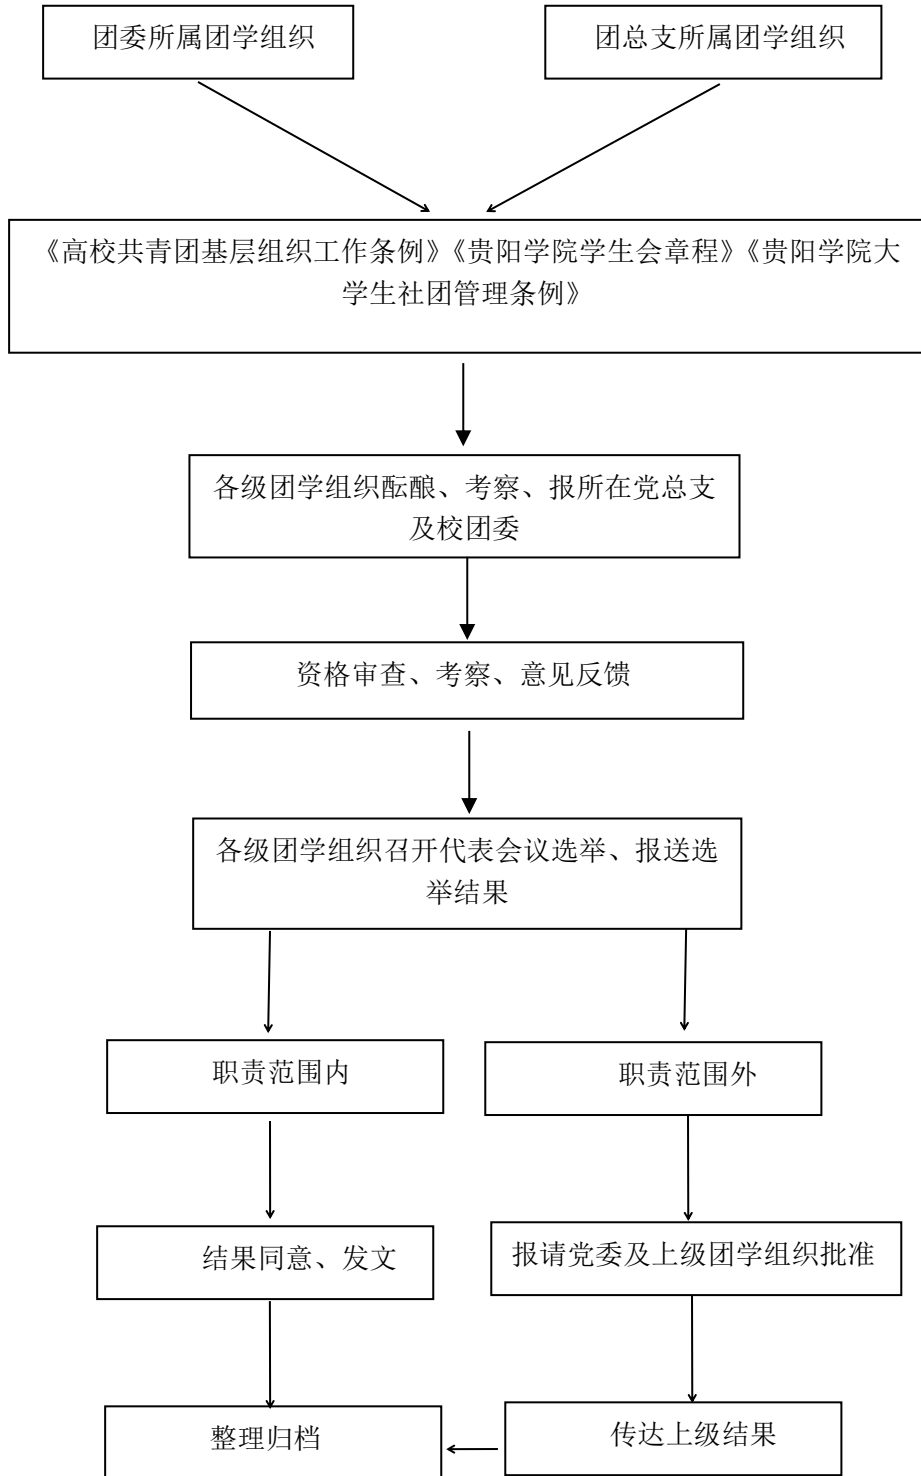 团委所属团学组织
团总支所属团学组织
《高校共青团基层组织工作条例》《贵阳学院学生会章程》《贵阳学院大
学生社团管理条例》
各级团学组织酝酿、考察、报所在党总支
及校团委
资格审查、考察、意见反馈
各级团学组织召开代表会议选举、报送选
举结果
职责范围内
职责范围外
结果同意、发文
报请党委及上级团学组织批准
整理归档
传达上级结果